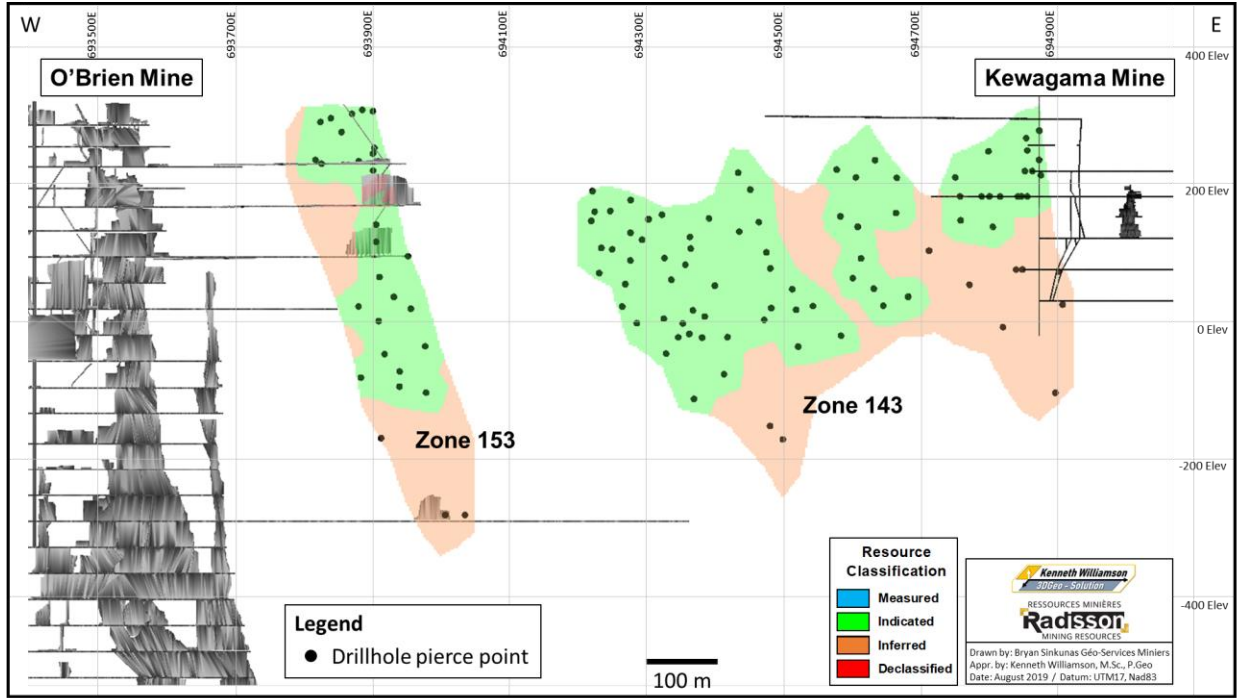 W
E
693500E
693700E
693900E
694100E
694300E
694500E
694700E
694900E
400 Elev
O'Brien Mine
Kewagama Mine
200 Elev
0 Elev
Zone 143
Zone 153
-200 Elev
-400 Elev
Legend
Drillhole pierce point
100 m
Resource
Classification
Measured
Indicated
Inferred
Declassified
Kenneth Williamson
3DGeo - Solution
RESSOURCES MINIÈRES
Radisson
MINING RESOURCES
Drawn by: Bryan Sinkunas Géo-Services Miniers
Appr. by: Kenneth Williamson, M.Sc., P.Geo
Date: August 2019 / Datum: UTM17, Nad83